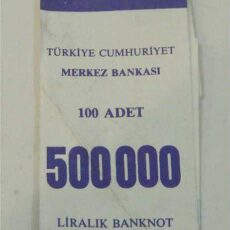 TÜRKİYE CUMHURİYET
MERKEZ BANKASI
100 ADET
500 000
LİRALIK BANKNOT